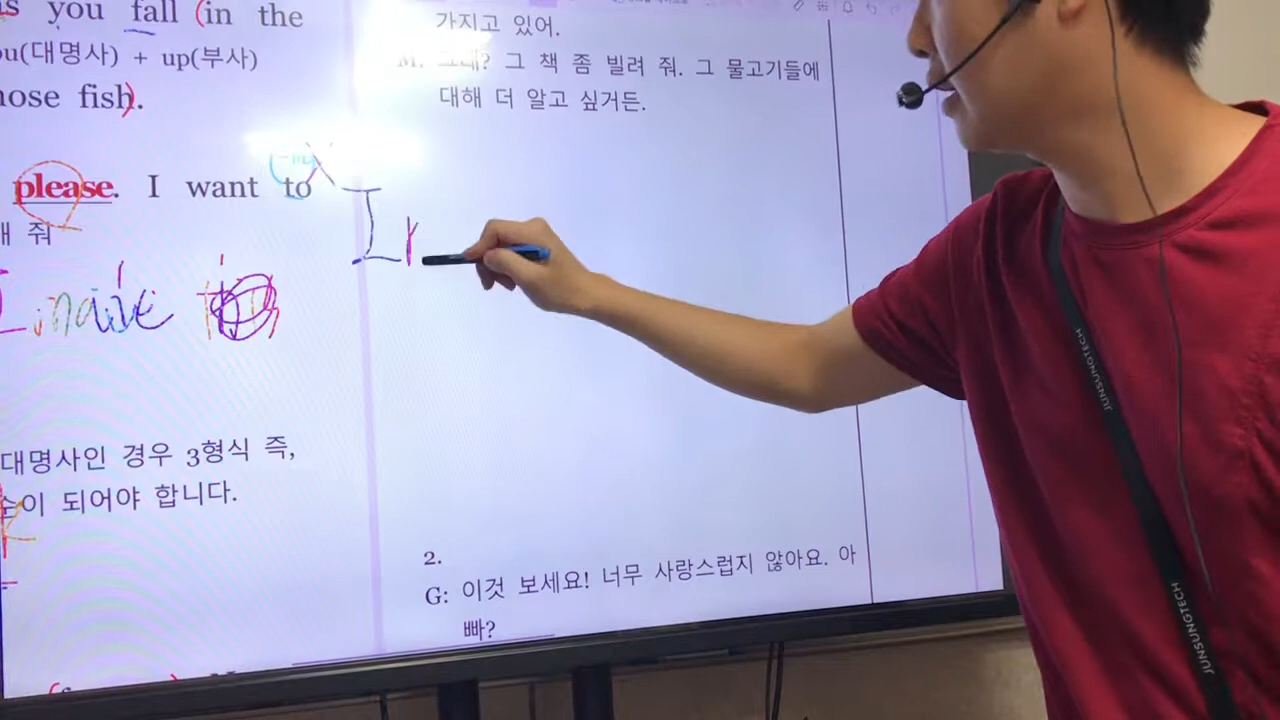 you fall (in the
(대명사) + up(부사)
fish).
please. I want to
줘
I
대명사인 경우 3형식 즉,
이 되어야 합니다.
가지고 있어.
M: 그래? 그 책 좀 빌려 줘. 그 물고기들에
대해 더 알고 싶거든.
I
2.
G: 이것 보세요! 너무 사랑스럽지 않아요. 아
빠?
JUNSUNGTECH
JUNSUNGTECH